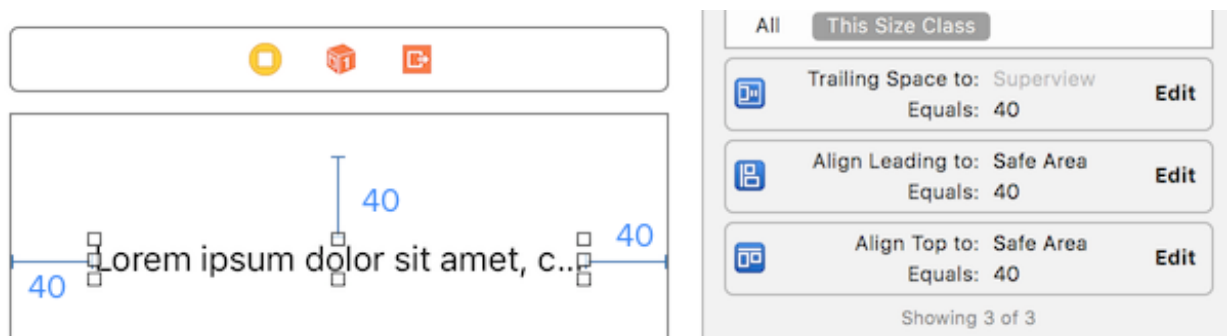 40
40
Lorem ipsum dolor sit amet, c...
40
All This Size Class
Trailing Space to: Superview
Equals: 40
Edit
Align Leading to: Safe Area
Equals: 40
Edit
Align Top to: Safe Area
Equals: 40
Edit
Showing 3 of 3